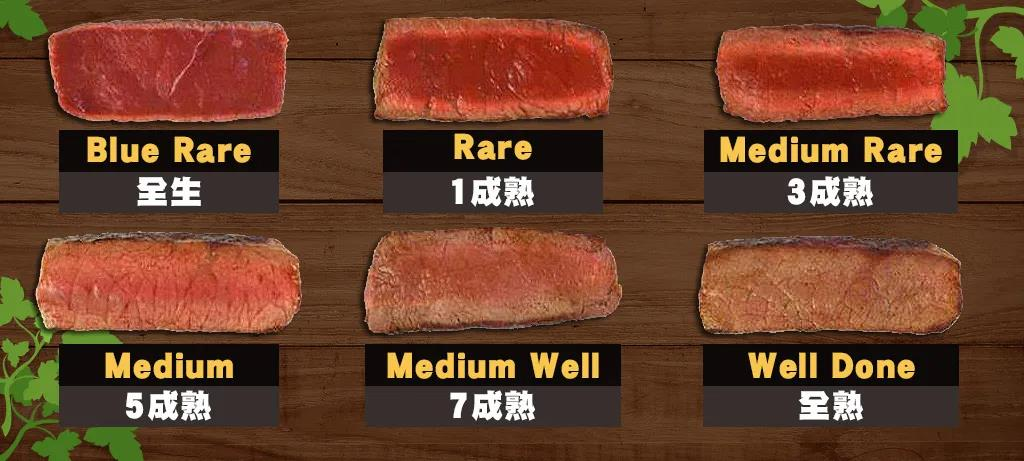 Blue Rare
全生
Rare
1成熟
Medium Rare
3成熟
Medium
5成熟
Medium Well
7成熟
Well Done
全熟